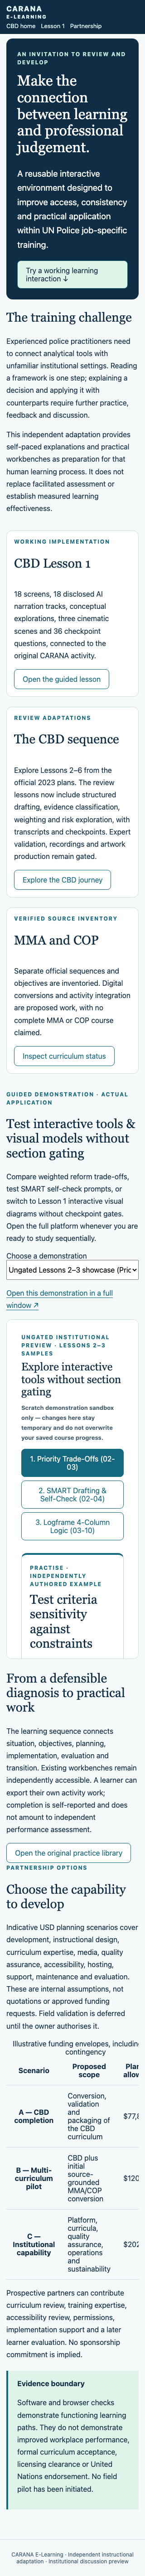 CARANA
E-LEARNING
CBD home Lesson 1 Partnership
AN INVITATION TO REVIEW AND
DEVELOP
Make the
connection
between learning
and professional
judgement.
A reusable interactive
environment designed to
improve access, consistency
and practical application
within UN Police job-specific
training.
Try a working learning
interaction ↓
The training challenge
Experienced police practitioners need
to connect analytical tools with
unfamiliar institutional settings. Reading
a framework is one step; explaining a
decision and applying it with
counterparts require further practice,
feedback and discussion.
This independent adaptation provides
self-paced explanations and practical
workbenches as preparation for that
human learning process. It does not
replace facilitated assessment or
establish measured learning
effectiveness.
WORKING IMPLEMENTATION
CBD Lesson 1
18 screens, 18 disclosed AI
narration tracks, conceptual
explorations, three cinematic
scenes and 36 checkpoint
questions, connected to the
original CARANA activity.
Open the guided lesson
REVIEW ADAPTATIONS
The CBD sequence
Explore Lessons 2–6 from the
official 2023 plans. The review
lessons now include structured
drafting, evidence classification,
weighting and risk exploration, with
transcripts and checkpoints. Expert
validation, recordings and artwork
production remain gated.
Explore the CBD journey
VERIFIED SOURCE INVENTORY
MMA and COP
Separate official sequences and
objectives are inventoried. Digital
conversions and activity integration
are proposed work, with no
complete MMA or COP course
claimed.
Inspect curriculum status
GUIDED DEMONSTRATION · ACTUAL
APPLICATION
Test interactive tools &
visual models without
section gating
Compare weighted reform trade-offs,
test SMART self-check prompts, or
switch to Lesson 1 interactive visual
diagrams without checkpoint gates.
Open the full platform whenever you are
ready to study sequentially.
Choose a demonstration
Ungated Lessons 2–3 showcase (Pric
Open this demonstration in a full
window ↗
UNGATED INSTITUTIONAL
PREVIEW · LESSONS 2–3
SAMPLES
Explore interactive
tools without section
gating
Scratch demonstration sandbox
only — changes here stay
temporary and do not overwrite
your saved course progress.
1. Priority Trade-Offs (02-
03)
2. SMART Drafting &
Self-Check (02-04)
3. Logframe 4-Column
Logic (03-10)
PRACTISE ·
INDEPENDENTLY
AUTHORED EXAMPLE
Test criteria
sensitivity
against
constraints
From a defensible
diagnosis to practical
work
The learning sequence connects
situation, objectives, planning,
implementation, evaluation and
transition. Existing workbenches remain
independently accessible. A learner can
export their own activity work;
completion is self-reported and does
not amount to independent
performance assessment.
Open the original practice library
PARTNERSHIP OPTIONS
Choose the capability
to develop
Indicative USD planning scenarios cover
development, instructional design,
curriculum expertise, media, quality
assurance, accessibility, hosting,
support, maintenance and evaluation.
These are internal assumptions, not
quotations or approved funding
requests. Field validation is deferred
until the owner authorises it.
Illustrative funding envelopes, including
contingency
Scenario Proposed scope
A — CBD completion Conversion, validation and packaging of the CBD curriculum
B — Multi-curriculum pilot CBD plus initial source-grounded MMA/COP conversion
C — Institutional capability Platform, curricula, quality assurance, operations and sustainability
Prospective partners can contribute
curriculum review, training expertise,
accessibility review, permissions,
implementation support and a later
learner evaluation. No sponsorship
commitment is implied.
Evidence boundary
Software and browser checks
demonstrate functioning learning
paths. They do not demonstrate
improved workplace performance,
formal curriculum acceptance,
licensing clearance or United
Nations endorsement. No field
pilot has been initiated.
CARANA E-Learning · Independent instructional
adaptation · Institutional discussion preview